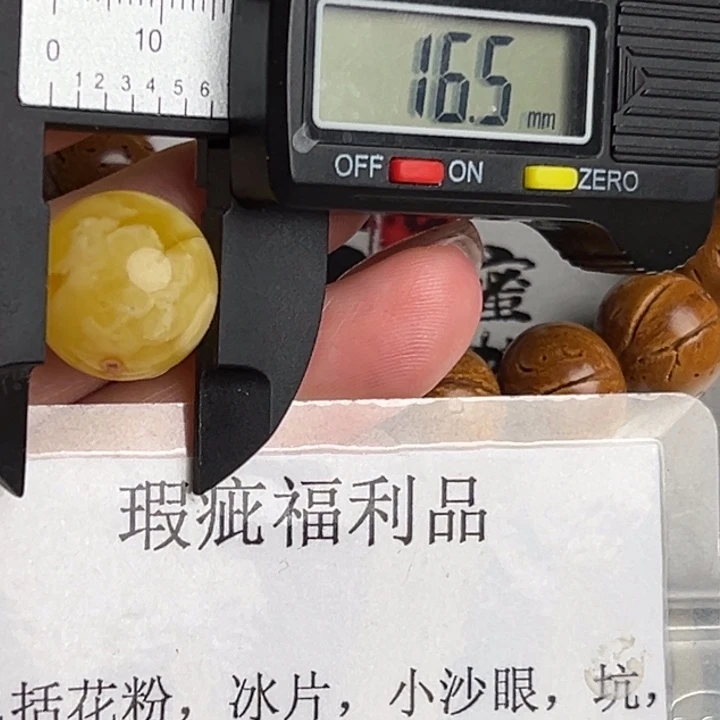 0 10
1 2 3 4 5 6
16.5 mm
OFF ON ZERO
蜜
瑕疵福利品
括花粉，冰片，小沙眼，坑，